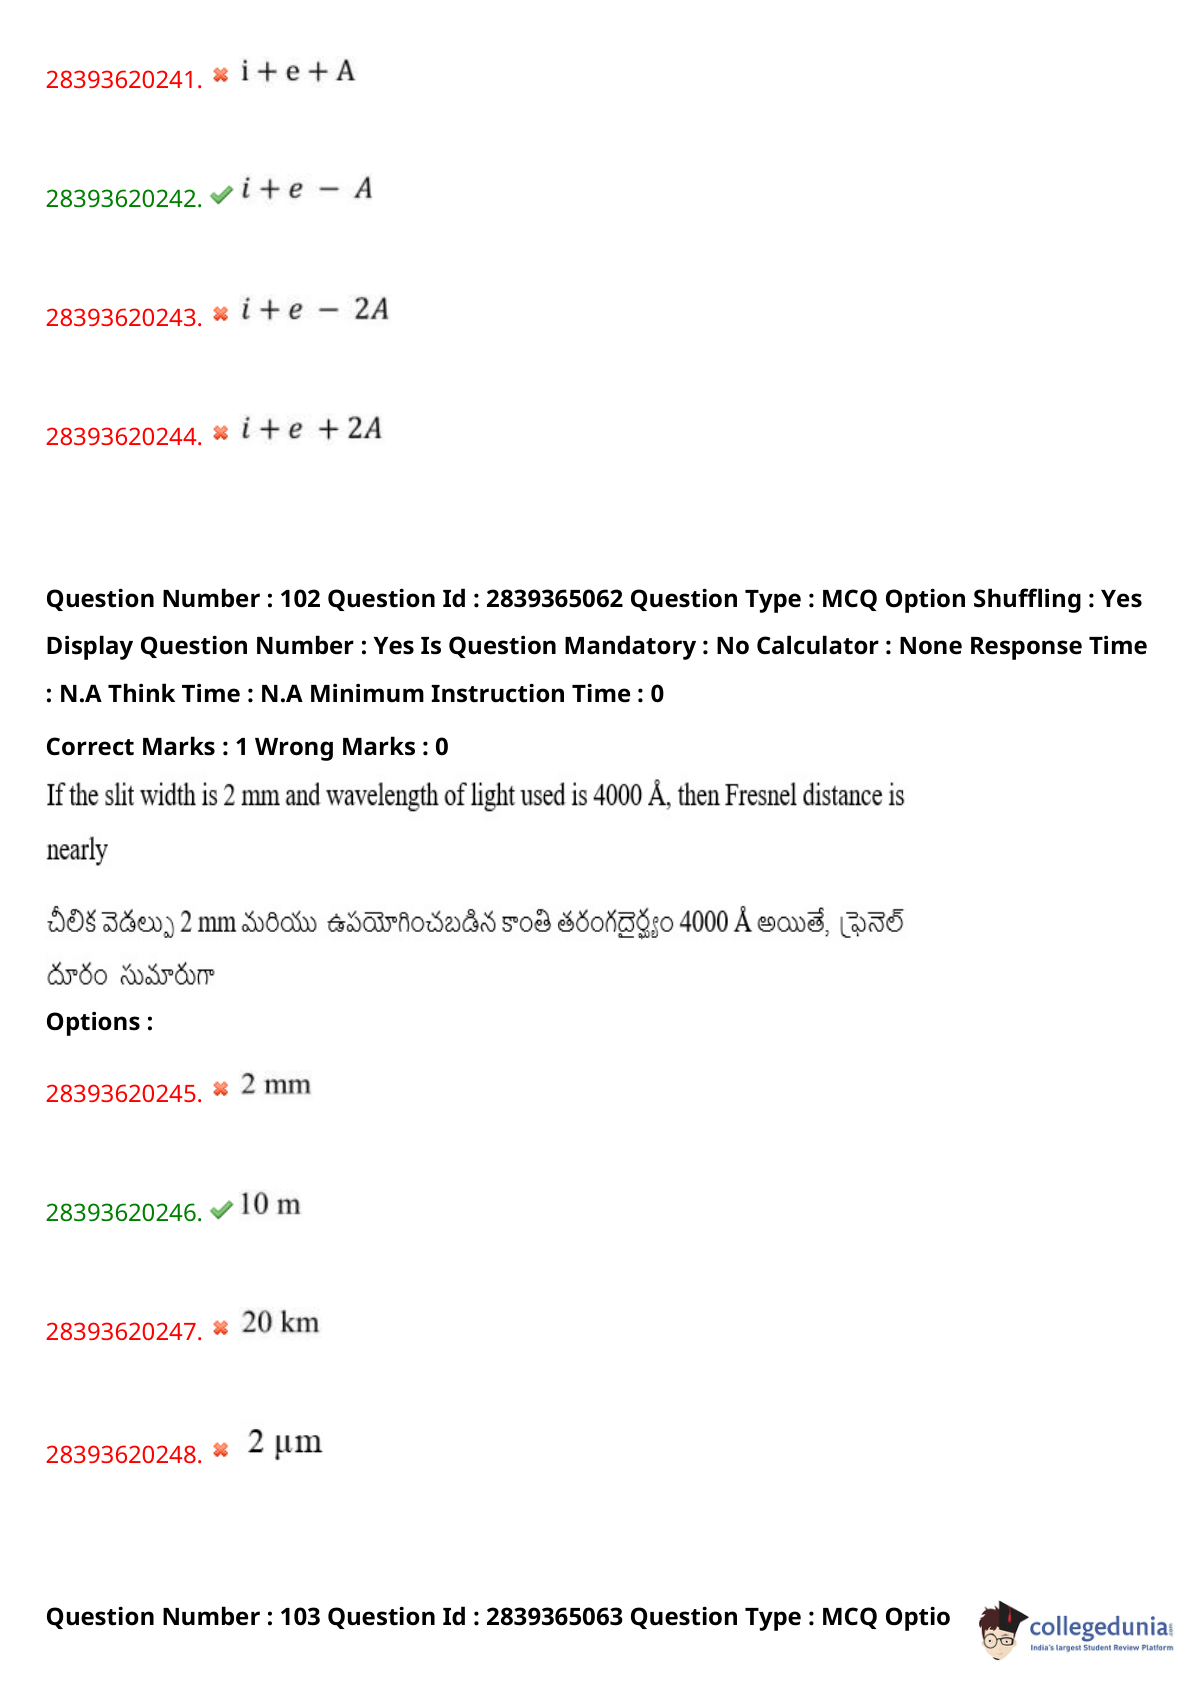 28393620241. i + e + A
28393620242. i + e − A
28393620243. i + e − 2A
28393620244. i + e + 2A
Question Number : 102 Question Id : 2839365062 Question Type : MCQ Option Shuffling : Yes
Display Question Number : Yes Is Question Mandatory : No Calculator : None Response Time
: N.A Think Time : N.A Minimum Instruction Time : 0
Correct Marks : 1 Wrong Marks : 0
If the slit width is 2 mm and wavelength of light used is 4000 Å, then Fresnel distance is
nearly
చీలిక వెడల్పు 2 mm మరియు ఉపయోగించబడిన కాంతి తరంగదైర్ఘ్యం 4000 Å అయితే, ఫ్రెనెల్
దూరం సుమారుగా
Options :
28393620245. 2 mm
28393620246. 10 m
28393620247. 20 km
28393620248. 2 μm
Question Number : 103 Question Id : 2839365063 Question Type : MCQ Optio
collegedunia.com
India's largest Student Review Platform